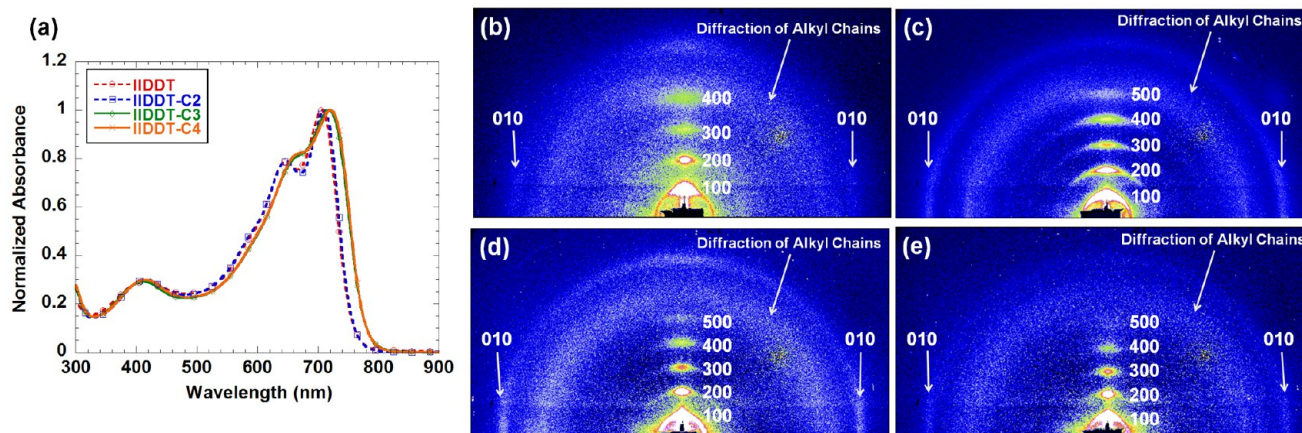 (a)
Normalized Absorbance
1.2
1
0.8
0.6
0.4
0.2
0
300 400 500 600 700 800 900
Wavelength (nm)
IIDDT
IIDDT-C2
IIDDT-C3
IIDDT-C4
(b)
Diffraction of Alkyl Chains
400
300
200
100
010
010
(c)
Diffraction of Alkyl Chains
500
400
300
200
100
010
010
(d)
Diffraction of Alkyl Chains
500
400
300
200
100
010
010
(e)
Diffraction of Alkyl Chains
500
400
300
200
100
010
010